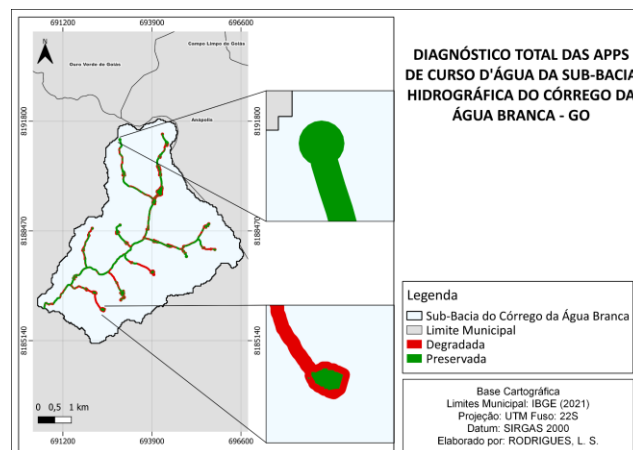 691200
693900
696600
Campo Limpo de Goiás
Ouro Verde de Goiás
Anápolis
8191800
8188470
8185140
N
0 0,5 1 km
691200
693900
696600
DIAGNÓSTICO TOTAL DAS APPS
DE CURSO D'ÁGUA DA SUB-BACIA
HIDROGRÁFICA DO CÓRREGO DA
ÁGUA BRANCA - GO
Legenda
Sub-Bacia do Córrego da Água Branca
Limite Municipal
Degradada
Preservada
Base Cartográfica
Limites Municipal: IBGE (2021)
Projeção: UTM Fuso: 22S
Datum: SIRGAS 2000
Elaborado por: RODRIGUES, L. S.